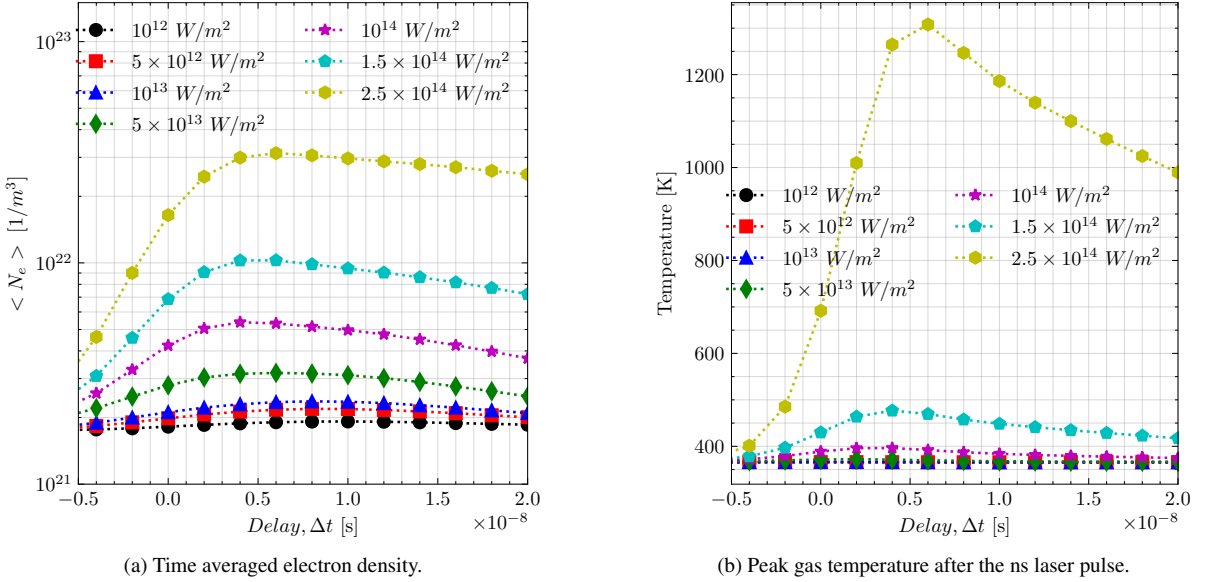 10^{23}
10^{22}
10^{21}
< N_e > [1/m^3]
10^{12} W/m^2
5 × 10^{12} W/m^2
10^{13} W/m^2
5 × 10^{13} W/m^2
10^{14} W/m^2
1.5 × 10^{14} W/m^2
2.5 × 10^{14} W/m^2
−0.5 0.0 0.5 1.0 1.5 2.0
×10^{−8}
Delay, Δt [s]
(a) Time averaged electron density.
1200
1000
800
600
400
Temperature [K]
10^{12} W/m^2
5 × 10^{12} W/m^2
10^{13} W/m^2
5 × 10^{13} W/m^2
10^{14} W/m^2
1.5 × 10^{14} W/m^2
2.5 × 10^{14} W/m^2
−0.5 0.0 0.5 1.0 1.5 2.0
×10^{−8}
Delay, Δt [s]
(b) Peak gas temperature after the ns laser pulse.